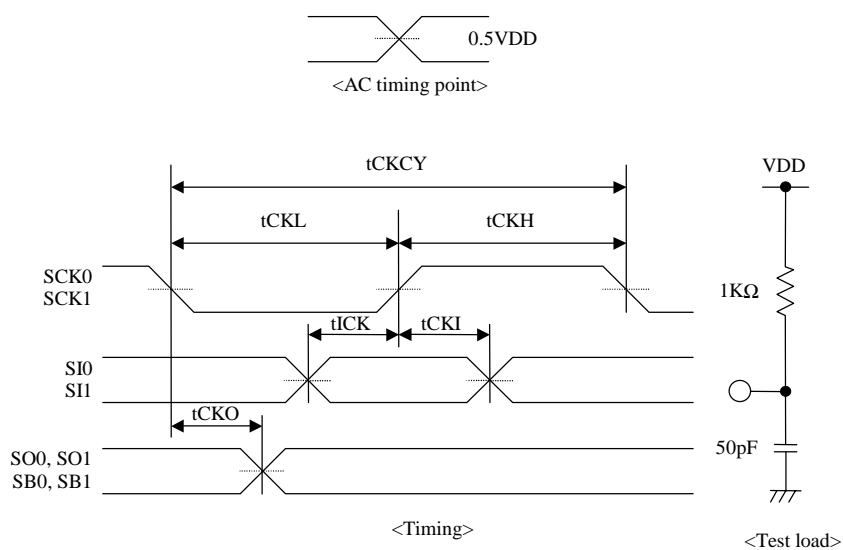 0.5VDD
<AC timing point>
tCKCY
VDD
tCKL
tCKH
SCK0
SCK1
1KΩ
tICK
tCKI
SI0
SI1
tCKO
SO0, SO1
SB0, SB1
50pF
<Timing>
<Test load>